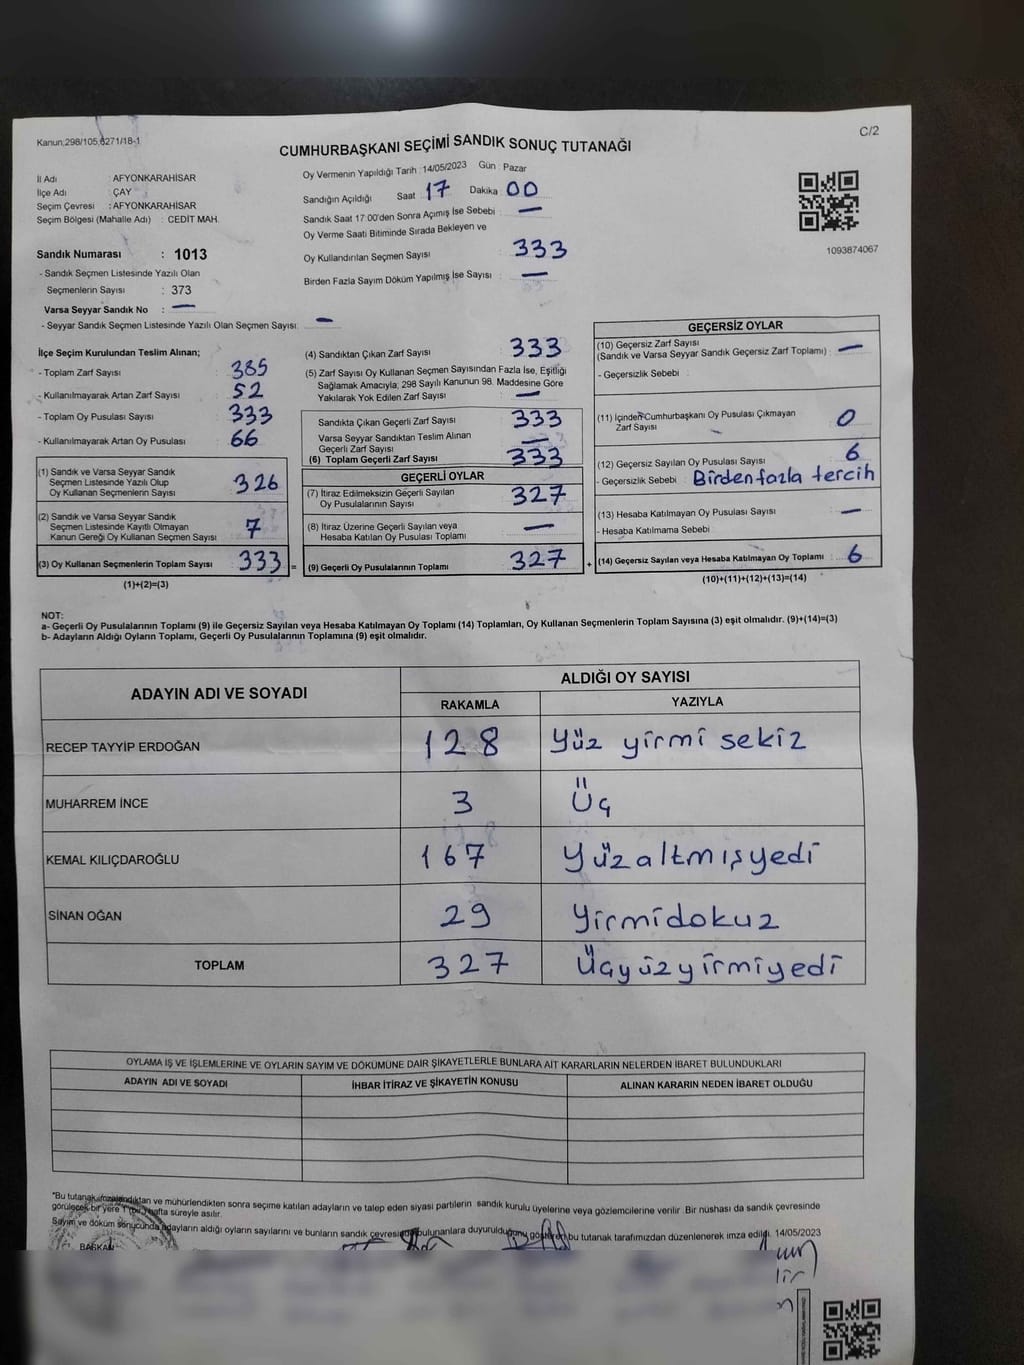 Kanun,298/105,6271/18-1
C/2
CUMHURBAŞKANI SEÇİMİ SANDIK SONUÇ TUTANAĞI
İl Adı : AFYONKARAHİSAR
İlçe Adı : ÇAY
Seçim Çevresi : AFYONKARAHİSAR
Seçim Bölgesi (Mahalle Adı) : CEDİT MAH.
Oy Vermenin Yapıldığı Tarih : 14/05/2023 Gün : Pazar
Sandığın Açıldığı Saat : 17 Dakika : 00
Sandık Saat 17:00'den Sonra Açımış İse Sebebi : —
Oy Verme Saati Bitiminde Sırada Bekleyen ve
Oy Kullandırılan Seçmen Sayısı : 333
Birden Fazla Sayım Döküm Yapılmış İse Sayısı : —
1093874067
Sandık Numarası : 1013
- Sandık Seçmen Listesinde Yazılı Olan
Seçmenlerin Sayısı : 373
Varsa Seyyar Sandık No : —
- Seyyar Sandık Seçmen Listesinde Yazılı Olan Seçmen Sayısı: —
İlçe Seçim Kurulundan Teslim Alınan;
- Toplam Zarf Sayısı : 385
- Kullanılmayarak Artan Zarf Sayısı : 52
- Toplam Oy Pusulası Sayısı : 333
- Kullanılmayarak Artan Oy Pusulası : 66
(1) Sandık ve Varsa Seyyar Sandık
Seçmen Listesinde Yazılı Olup
Oy Kullanan Seçmenlerin Sayısı : 326
(2) Sandık ve Varsa Seyyar Sandık
Seçmen Listesinde Kayıtlı Olmayan
Kanun Gereği Oy Kullanan Seçmen Sayısı : 7
(3) Oy Kullanan Seçmenlerin Toplam Sayısı : 333 =
(1)+(2)=(3)
(4) Sandıktan Çıkan Zarf Sayısı : 333
(5) Zarf Sayısı Oy Kullanan Seçmen Sayısından Fazla İse, Eşitliği
Sağlamak Amacıyla, 298 Sayılı Kanunun 98. Maddesine Göre
Yakılarak Yok Edilen Zarf Sayısı : —
Sandıkta Çıkan Geçerli Zarf Sayısı : 333
Varsa Seyyar Sandıktan Teslim Alınan
Geçerli Zarf Sayısı : —
(6) Toplam Geçerli Zarf Sayısı : 333
GEÇERLİ OYLAR
(7) İtiraz Edilmeksizin Geçerli Sayılan
Oy Pusulalarının Sayısı : 327
(8) İtiraz Üzerine Geçerli Sayılan veya
Hesaba Katılan Oy Pusulası Toplamı : —
(9) Geçerli Oy Pusulalarının Toplamı : 327 +
GEÇERSİZ OYLAR
(10) Geçersiz Zarf Sayısı
(Sandık ve Varsa Seyyar Sandık Geçersiz Zarf Toplamı) : —
- Geçersizlik Sebebi :
(11) İçinden Cumhurbaşkanı Oy Pusulası Çıkmayan
Zarf Sayısı : 0
(12) Geçersiz Sayılan Oy Pusulası Sayısı : 6
- Geçersizlik Sebebi : Birden fazla tercih
(13) Hesaba Katılmayan Oy Pusulası Sayısı : —
- Hesaba Katılmama Sebebi :
(14) Geçersiz Sayılan veya Hesaba Katılmayan Oy Toplamı : 6
(10)+(11)+(12)+(13)=(14)
NOT:
a- Geçerli Oy Pusulalarının Toplamı (9) ile Geçersiz Sayılan veya Hesaba Katılmayan Oy Toplamı (14) Toplamları, Oy Kullanan Seçmenlerin Toplam Sayısına (3) eşit olmalıdır. (9)+(14)=(3)
b- Adayların Aldığı Oyların Toplamı, Geçerli Oy Pusulalarının Toplamına (9) eşit olmalıdır.
ADAYIN ADI VE SOYADI ALDIĞI OY SAYISI
RAKAMLA YAZIYLA
RECEP TAYYİP ERDOĞAN 128 Yüz yirmi sekiz
MUHARREM İNCE 3 Üç
KEMAL KILIÇDAROĞLU 167 Yüzaltmışyedi
SİNAN OĞAN 29 Yirmidokuz
TOPLAM 327 Üçyüzyirmiyedi
OYLAMA İŞ VE İŞLEMLERİNE VE OYLARIN SAYIM VE DÖKÜMÜNE DAİR ŞİKAYETLERLE BUNLARA AİT KARARLARIN NELERDEN İBARET BULUNDUKLARI
ADAYIN ADI VE SOYADI İHBAR İTİRAZ VE ŞİKAYETİN KONUSU ALINAN KARARIN NEDEN İBARET OLDUĞU
"Bu tutanak imzalandıktan ve mühürlendikten sonra seçime katılan adayların ve talep eden siyasi partilerin sandık kurulu üyelerine veya gözlemcilerine verilir. Bir nüshası da sandık çevresinde
görülecek bir yere 1 hafta süreyle asılır.
Sayım ve döküm sonucunda adayların aldığı oyların sayılarını ve bunların sandık çevresinde bulunanlara duyurulduğunu gösteren bu tutanak tarafımızdan düzenlenerek imza edildi. 14/05/2023
BAŞKAN